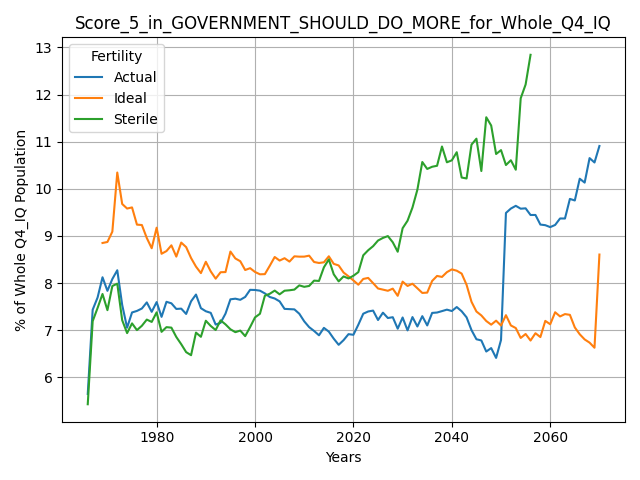 Score_5_in_GOVERNMENT_SHOULD_DO_MORE_for_Whole_Q4_IQ
% of Whole Q4_IQ Population
13
12
11
10
9
8
7
6
Fertility
Actual
Ideal
Sterile
1980
2000
2020
2040
2060
Years